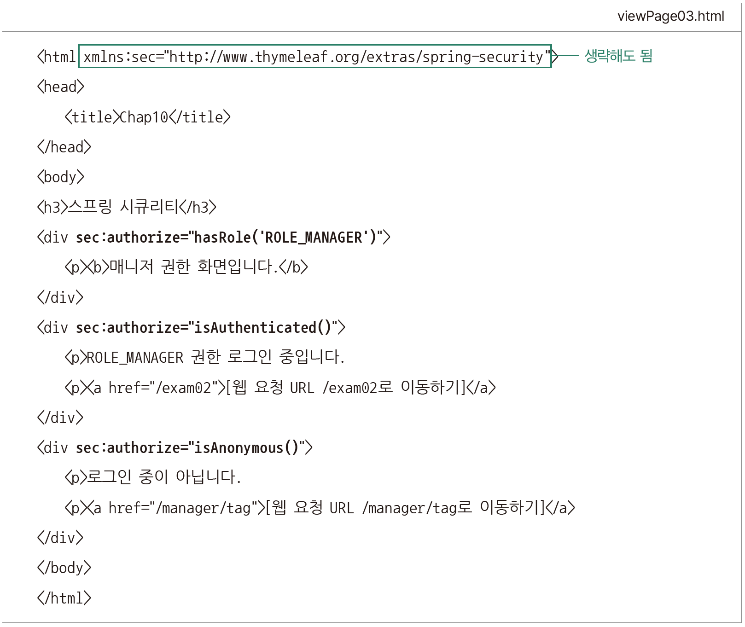 viewPage03.html
<html xmlns:sec="http://www.thymeleaf.org/extras/spring-security"> 생략해도 됨
<head>
<title>Chap10</title>
</head>
<body>
<h3>스프링 시큐리티</h3>
<div sec:authorize="hasRole('ROLE_MANAGER')">
<p><b>매니저 권한 화면입니다.</b>
</div>
<div sec:authorize="isAuthenticated()">
<p>ROLE_MANAGER 권한 로그인 중입니다.
<p><a href="/exam02">[웹 요청 URL /exam02로 이동하기]</a>
</div>
<div sec:authorize="isAnonymous()">
<p>로그인 중이 아닙니다.
<p><a href="/manager/tag">[웹 요청 URL /manager/tag로 이동하기]</a>
</div>
</body>
</html>